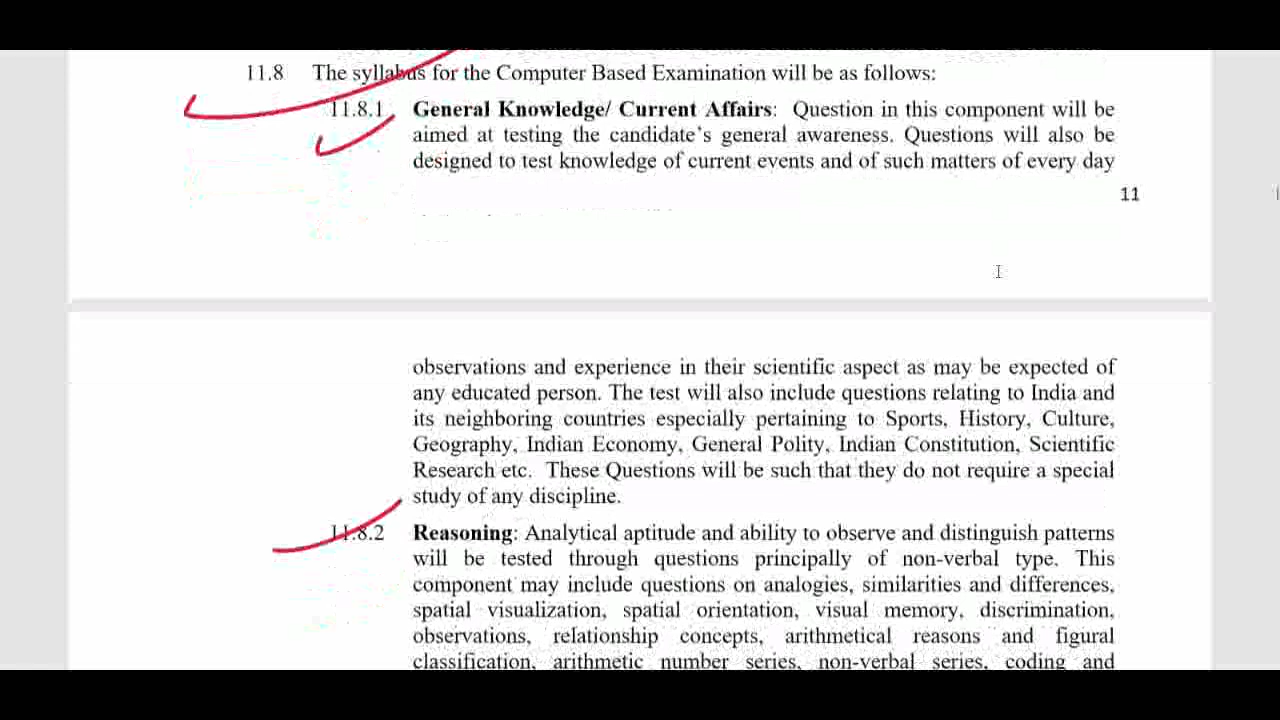 11.8 The syllabus for the Computer Based Examination will be as follows:
11.8.1 General Knowledge/ Current Affairs: Question in this component will be
aimed at testing the candidate's general awareness. Questions will also be
designed to test knowledge of current events and of such matters of every day
11
observations and experience in their scientific aspect as may be expected of
any educated person. The test will also include questions relating to India and
its neighboring countries especially pertaining to Sports, History, Culture,
Geography, Indian Economy, General Polity, Indian Constitution, Scientific
Research etc. These Questions will be such that they do not require a special
study of any discipline.
11.8.2 Reasoning: Analytical aptitude and ability to observe and distinguish patterns
will be tested through questions principally of non-verbal type. This
component may include questions on analogies, similarities and differences,
spatial visualization, spatial orientation, visual memory, discrimination,
observations, relationship concepts, arithmetical reasons and figural
classification, arithmetic number series, non-verbal series, coding and